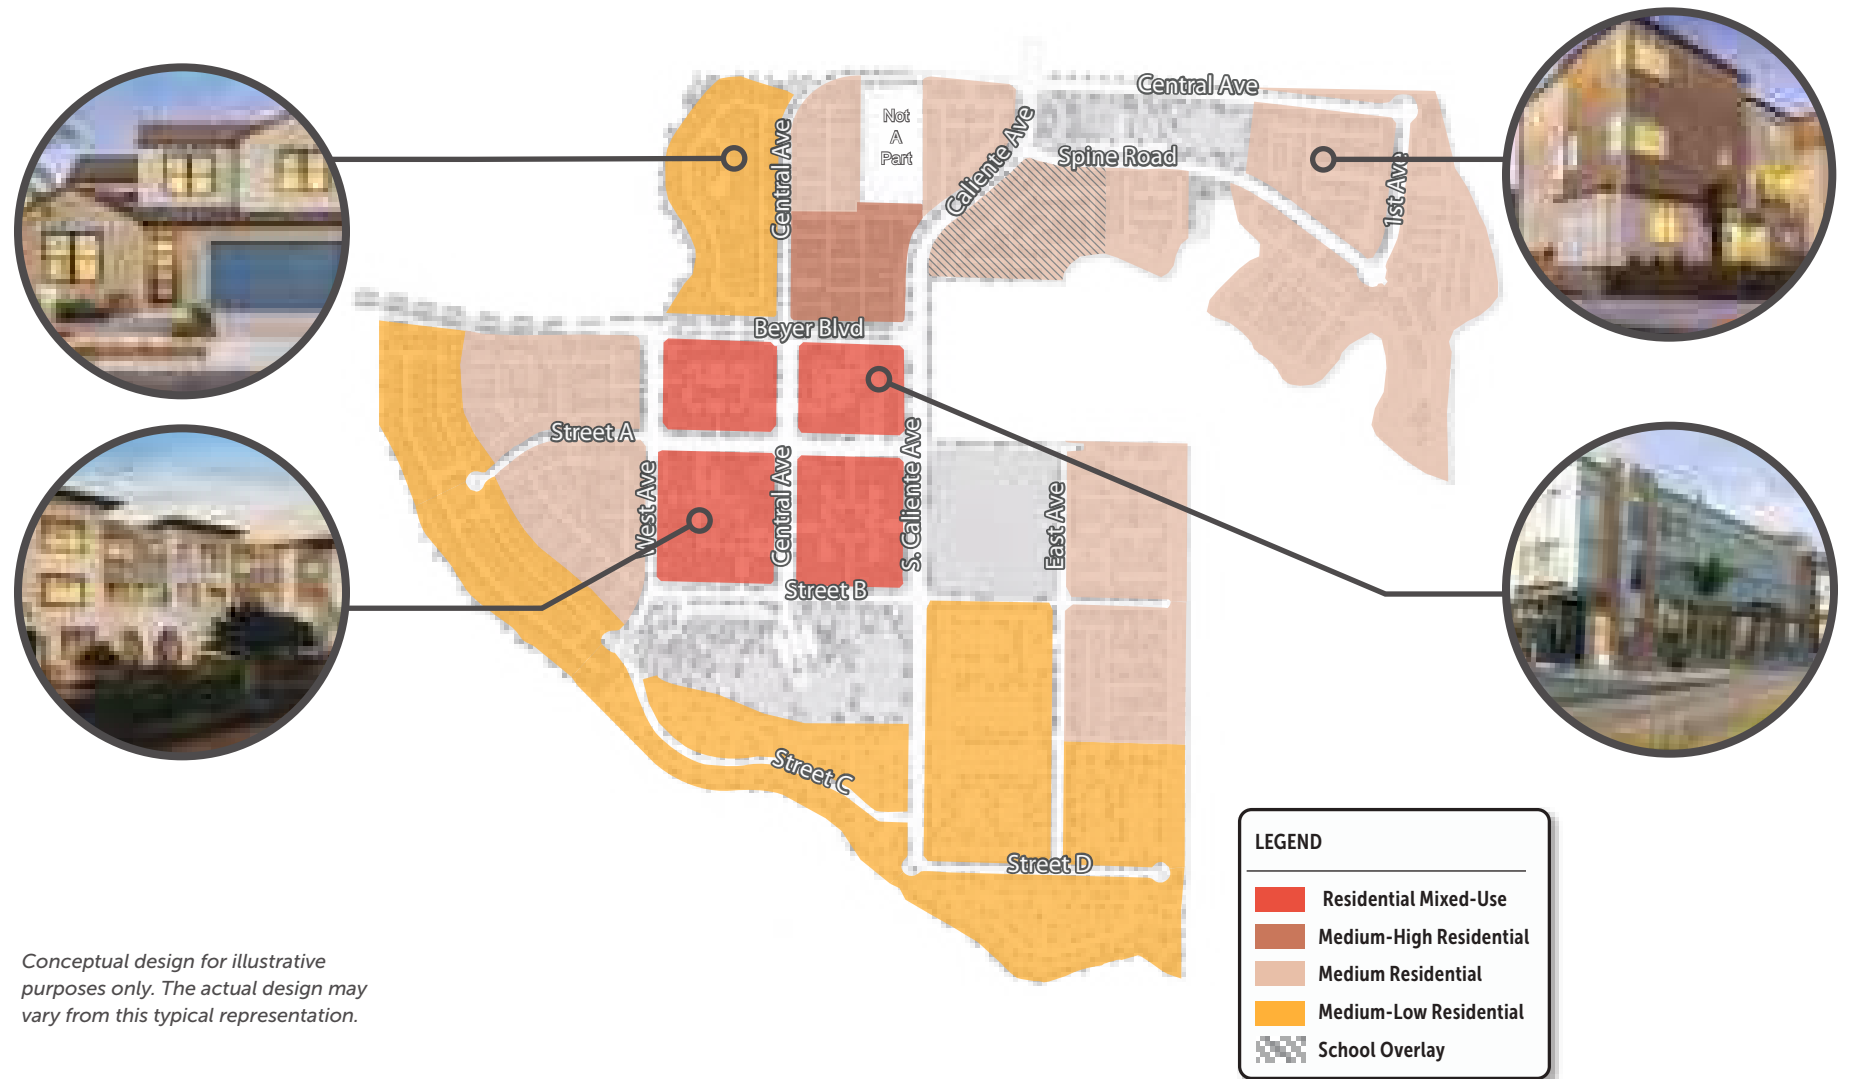 Central Ave
Not
A
Part
Caliente Ave
Central Ave
Spine Road
1st Ave
Beyer Blvd
Street A
West Ave
Central Ave
S. Caliente Ave
East Ave
Street B
Street C
Street D
LEGEND
Residential Mixed-Use
Medium-High Residential
Medium Residential
Medium-Low Residential
School Overlay
Conceptual design for illustrative
purposes only. The actual design may
vary from this typical representation.